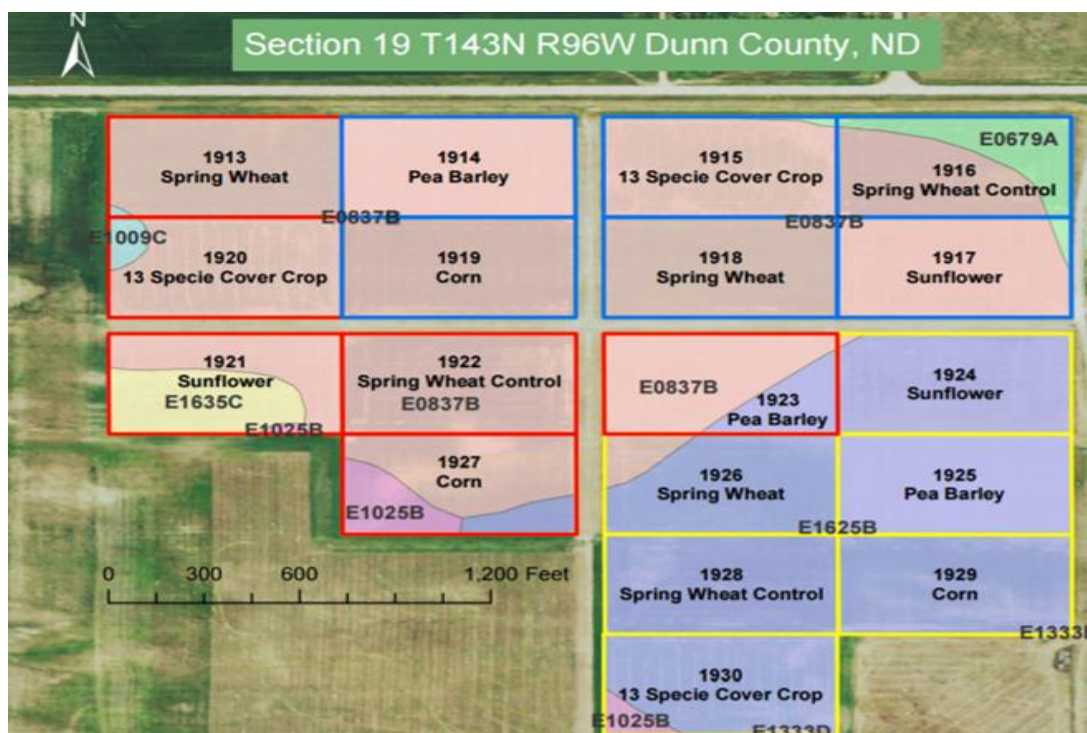 N
Section 19 T143N R96W Dunn County, ND
1913
Spring Wheat
1914
Pea Barley
1915
13 Specie Cover Crop
E0679A
1916
Spring Wheat Control
E0837B
E0837B
E1009C
1920
13 Specie Cover Crop
1919
Corn
1918
Spring Wheat
1917
Sunflower
1921
Sunflower
E1635C
E1025B
1922
Spring Wheat Control
E0837B
E0837B
1923
Pea Barley
1924
Sunflower
1927
Corn
E1025B
1926
Spring Wheat
1925
Pea Barley
E1625B
0 300 600 1,200 Feet
1928
Spring Wheat Control
1929
Corn
1930
13 Specie Cover Crop
E1025B
E1333D